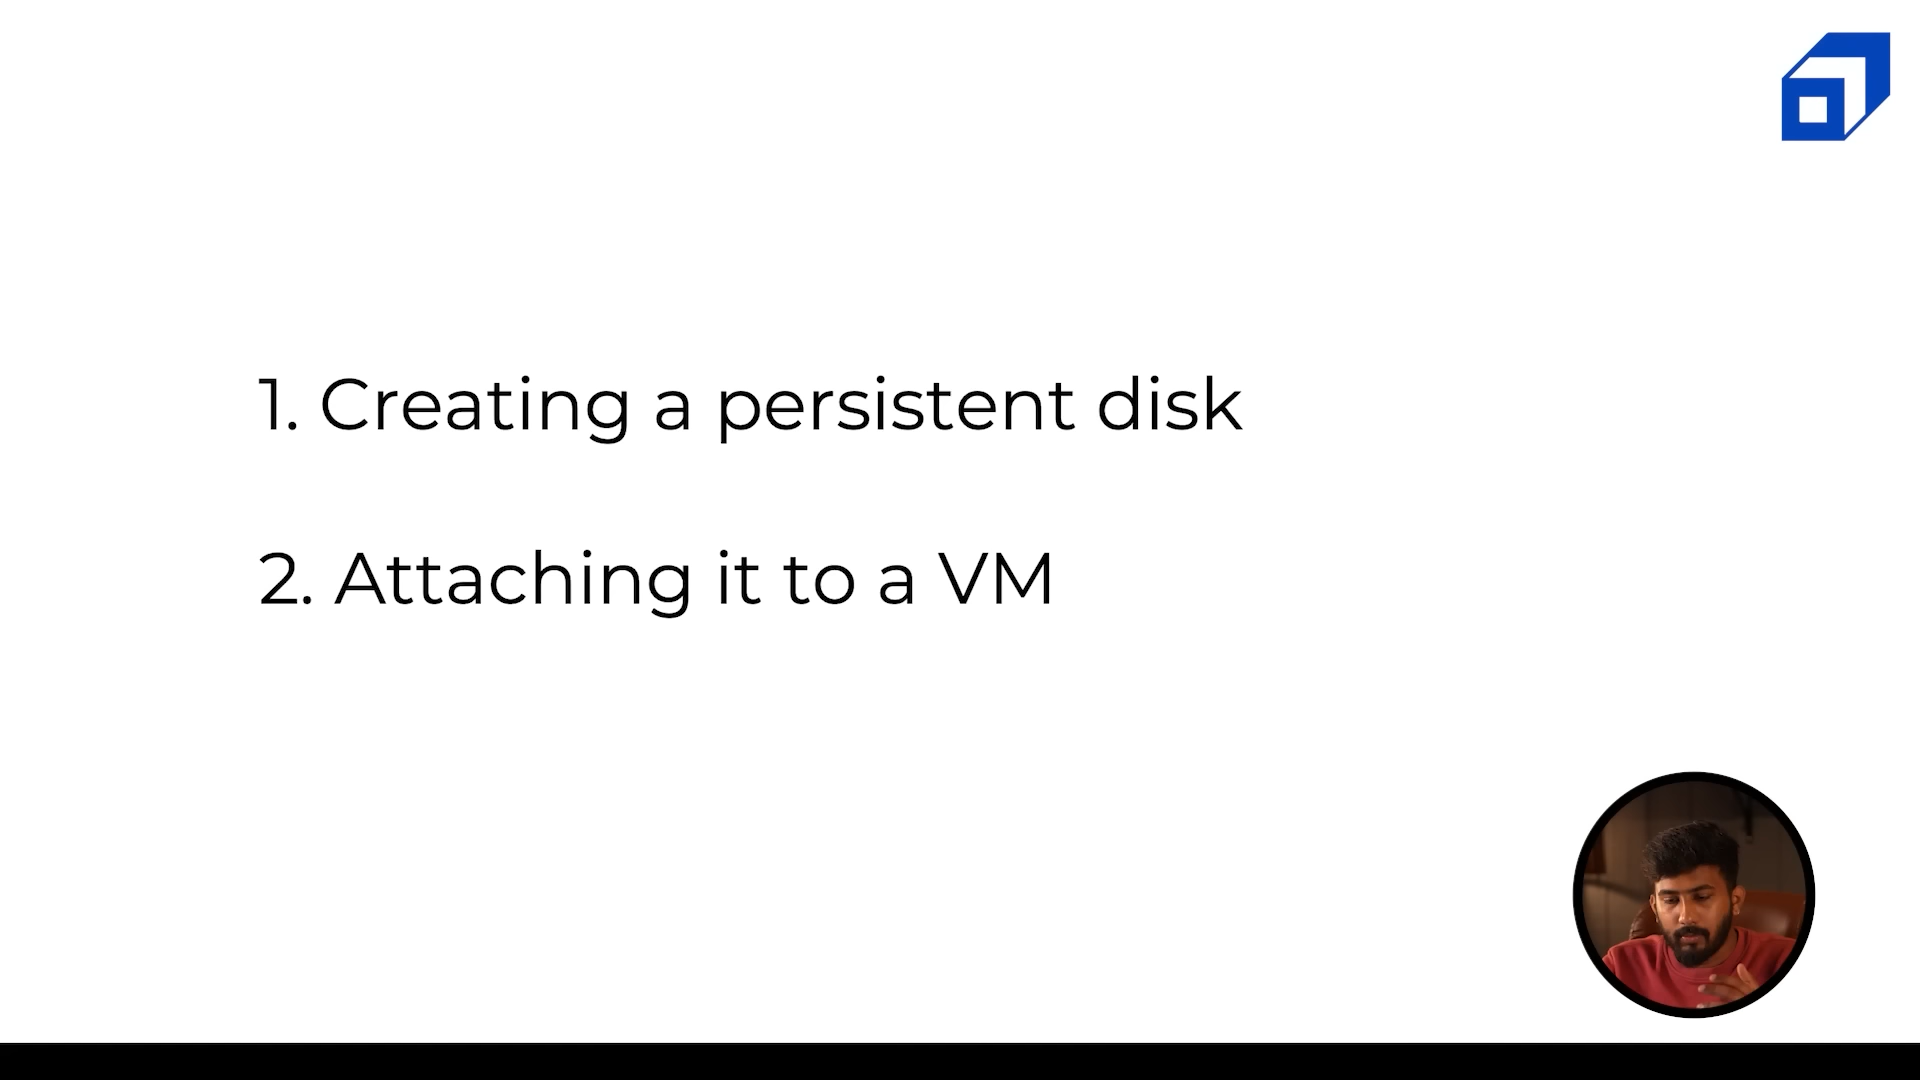 1. Creating a persistent disk
2. Attaching it to a VM